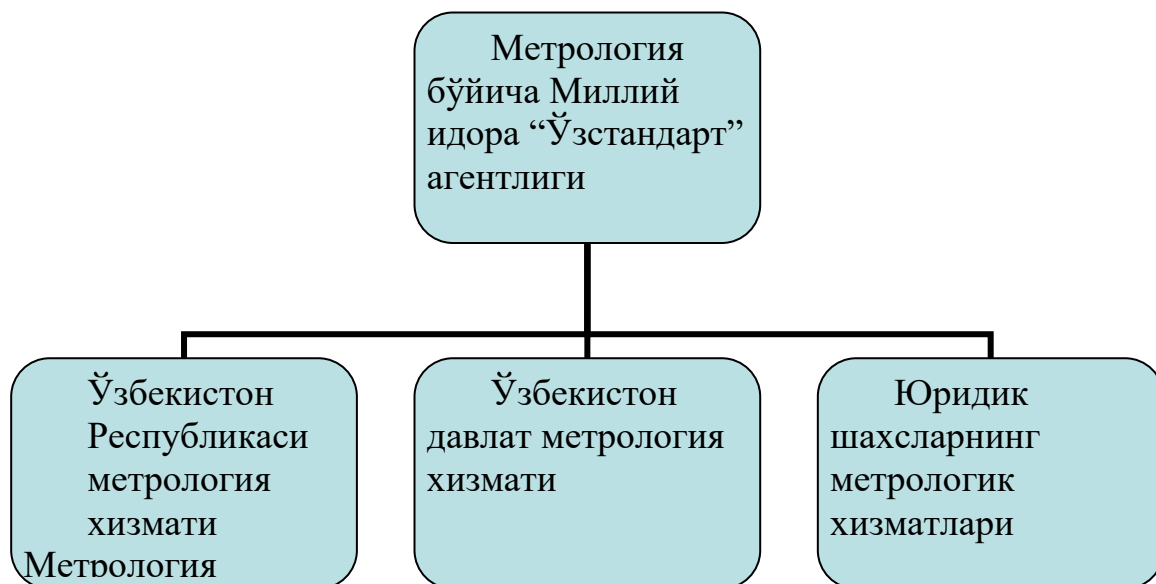 Метрология
бўйича Миллий
идора “Ўзстандарт”
агентлиги
Ўзбекистон
Республикаси
метрология
хизмати
Метрология
Ўзбекистон
давлат метрология
хизмати
Юридик
шахсларнинг
метрологик
хизматлари